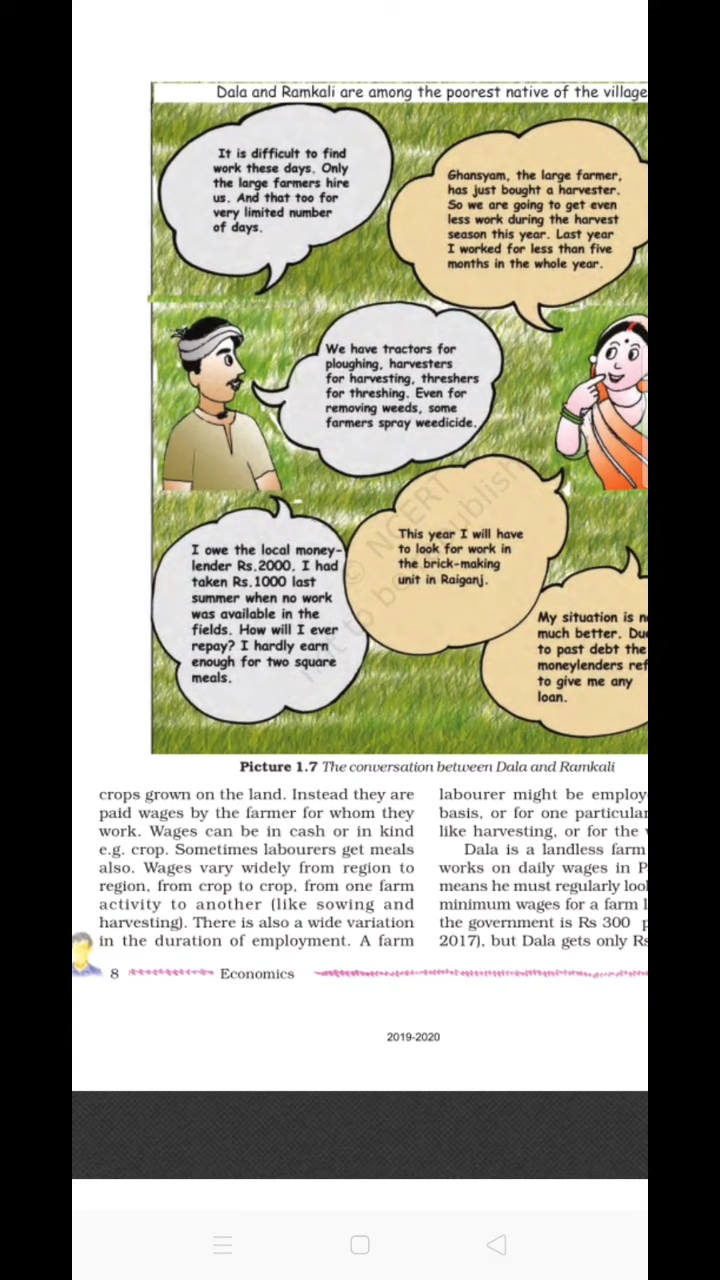 Dala and Ramkali are among the poorest native of the village
It is difficult to find
work these days. Only
the large farmers hire
us. And that too for
very limited number
of days.
Ghansyam, the large farmer,
has just bought a harvester.
So we are going to get even
less work during the harvest
season this year. Last year
I worked for less than five
months in the whole year.
We have tractors for
ploughing, harvesters
for harvesting, threshers
for threshing. Even for
removing weeds, some
farmers spray weedicide.
This year I will have
to look for work in
the brick-making
unit in Raiganj.
I owe the local money-
lender Rs.2000. I had
taken Rs.1000 last
summer when no work
was available in the
fields. How will I ever
repay? I hardly earn
enough for two square
meals.
My situation is
much better.
to past debt the
moneylenders
to give me any
loan.
© NCERT
Picture 1.7 The conversation between Dala and Ramkali
crops grown on the land. Instead they are
paid wages by the farmer for whom they
work. Wages can be in cash or in kind
e.g. crop. Sometimes labourers get meals
also. Wages vary widely from region to
region, from crop to crop, from one farm
activity to another (like sowing and
harvesting). There is also a wide variation
in the duration of employment. A farm
labourer might be
basis, or for one
like harvesting, or for the
Dala is a landless farm
works on daily wages in
means he must regularly
minimum wages for a farm
the government is Rs 300
2017), but Dala gets only
8 Economics
2019-2020